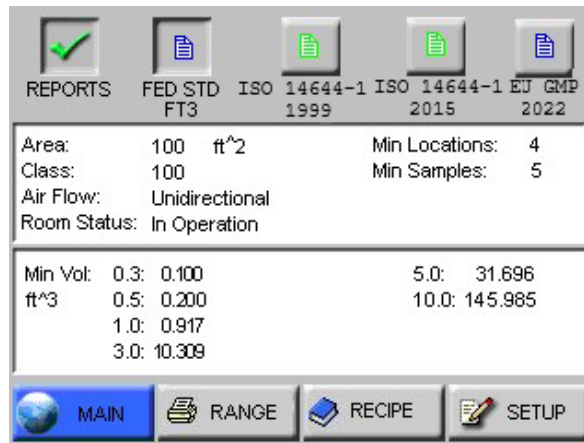 REPORTS FED STD ISO 14644-1 ISO 14644-1 EU GMP
FT3 1999 2015 2022
Area: 100 ft^2 Min Locations: 4
Class: 100 Min Samples: 5
Air Flow: Unidirectional
Room Status: In Operation
Min Vol: 0.3: 0.100 5.0: 31.696
ft^3 0.5: 0.200 10.0: 145.985
1.0: 0.917
3.0: 10.309
MAIN RANGE RECIPE SETUP